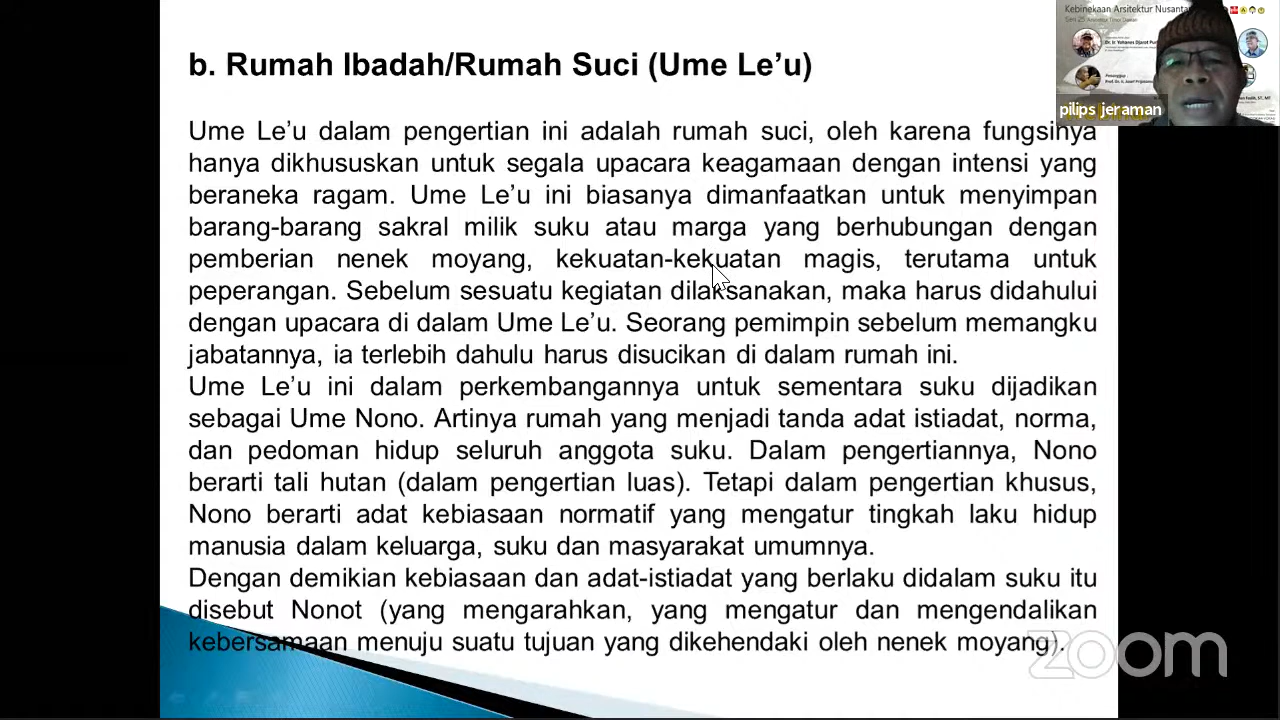 b. Rumah Ibadah/Rumah Suci (Ume Le’u)
Ume Le’u dalam pengertian ini adalah rumah suci, oleh karena fungsinya
hanya dikhususkan untuk segala upacara keagamaan dengan intensi yang
beraneka ragam. Ume Le’u ini biasanya dimanfaatkan untuk menyimpan
barang-barang sakral milik suku atau marga yang berhubungan dengan
pemberian nenek moyang, kekuatan-kekuatan magis, terutama untuk
peperangan. Sebelum sesuatu kegiatan dilaksanakan, maka harus didahului
dengan upacara di dalam Ume Le’u. Seorang pemimpin sebelum memangku
jabatannya, ia terlebih dahulu harus disucikan di dalam rumah ini.
Ume Le’u ini dalam perkembangannya untuk sementara suku dijadikan
sebagai Ume Nono. Artinya rumah yang menjadi tanda adat istiadat, norma,
dan pedoman hidup seluruh anggota suku. Dalam pengertiannya, Nono
berarti tali hutan (dalam pengertian luas). Tetapi dalam pengertian khusus,
Nono berarti adat kebiasaan normatif yang mengatur tingkah laku hidup
manusia dalam keluarga, suku dan masyarakat umumnya.
Dengan demikian kebiasaan dan adat-istiadat yang berlaku didalam suku itu
disebut Nonot (yang mengarahkan, yang mengatur dan mengendalikan
kebersamaan menuju suatu tujuan yang dikehendaki oleh nenek moyang).
Kebinekaan Arsitektur
pilips jeraman
zoom